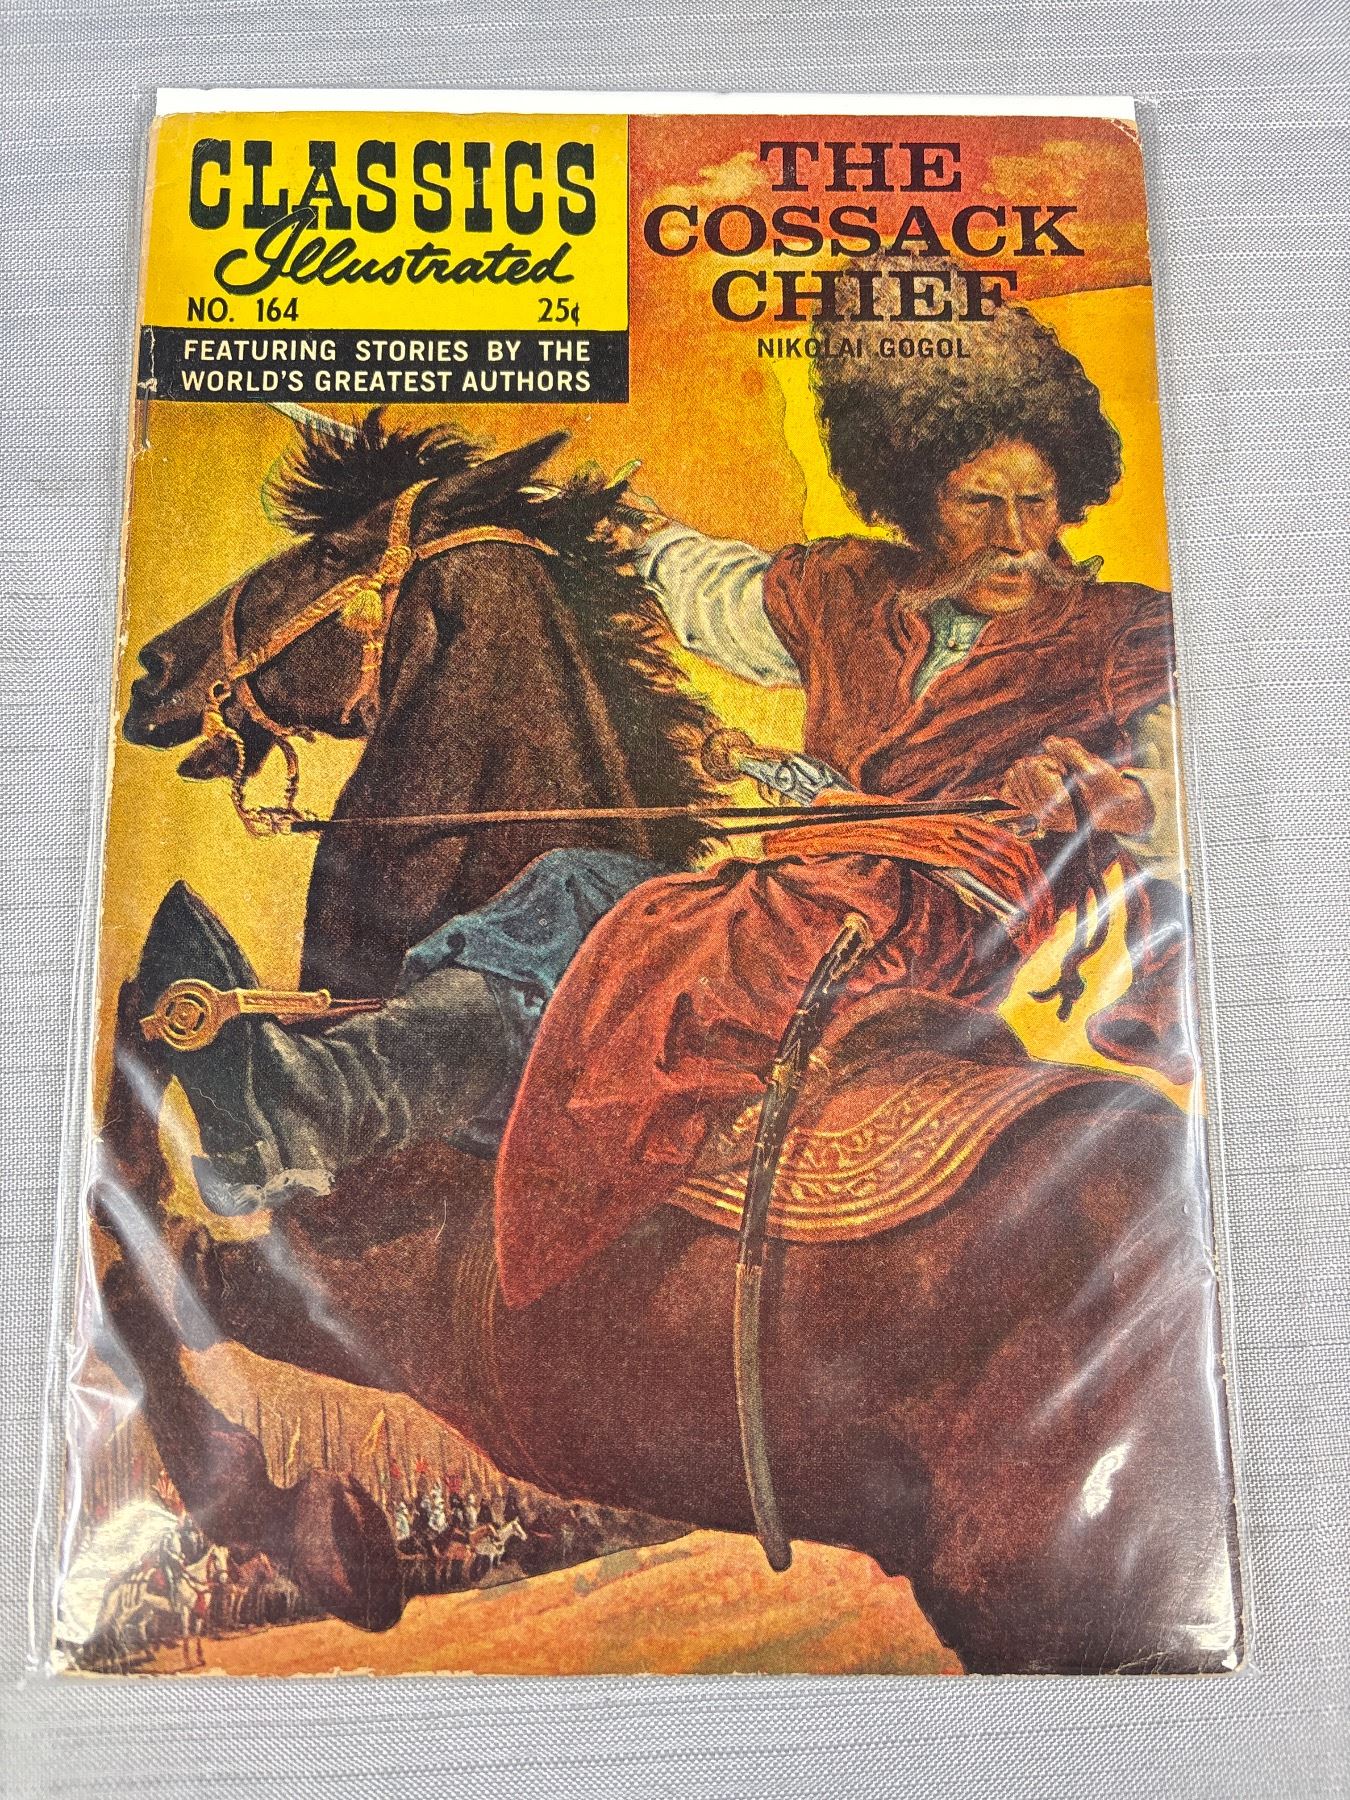 CLASSICS
Illustrated
NO. 164 25¢
FEATURING STORIES BY THE
WORLD'S GREATEST AUTHORS
THE
COSSACK
CHIEF
NIKOLAI GOGOL